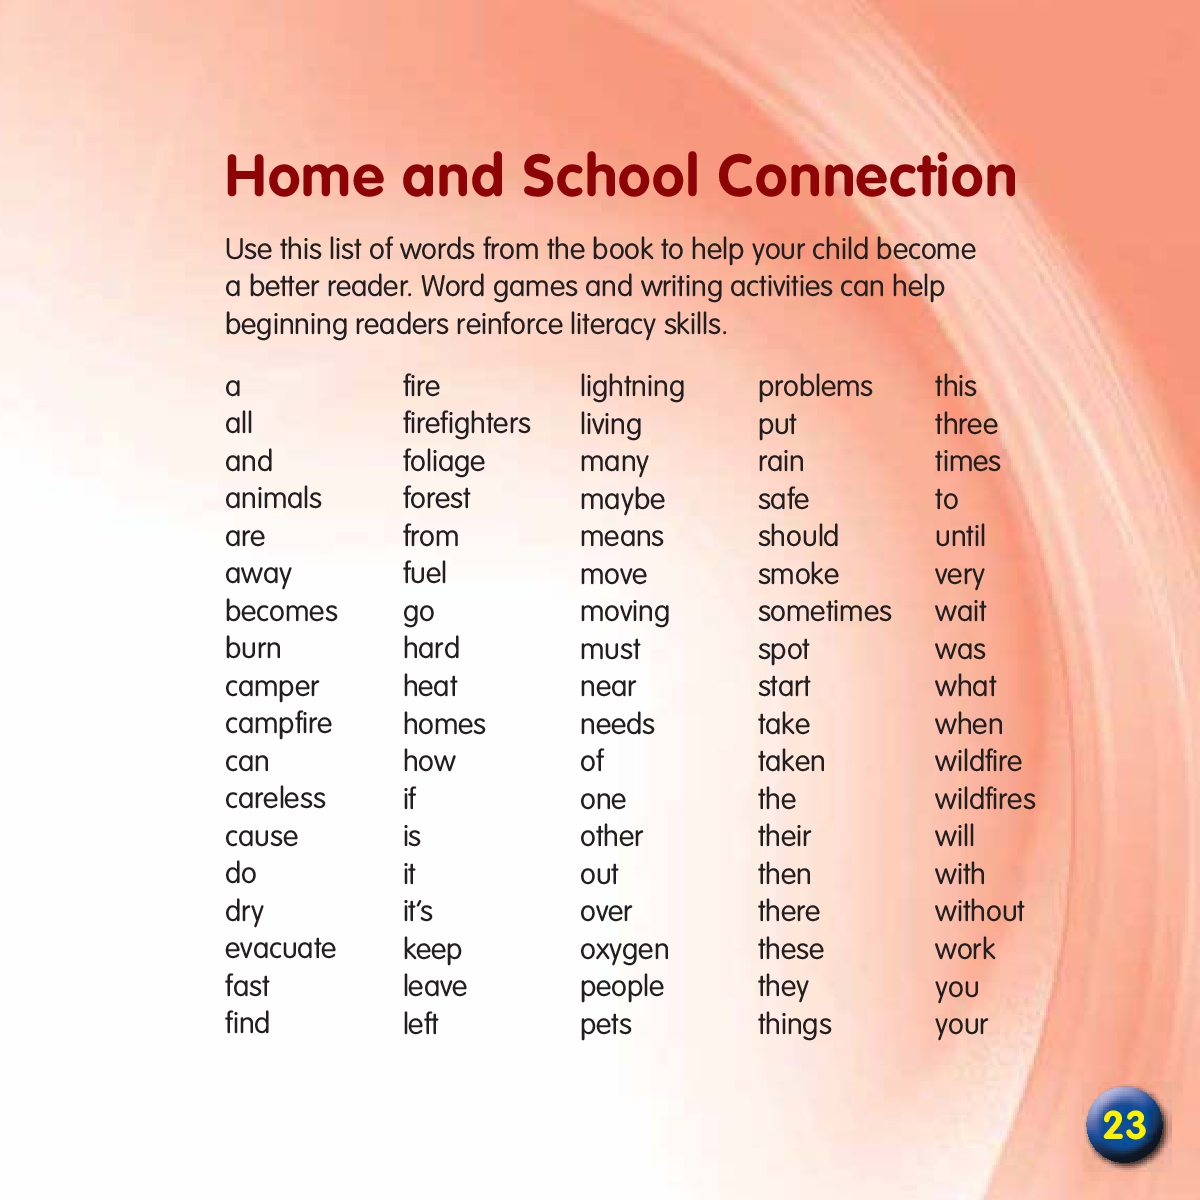 Home and School Connection
Use this list of words from the book to help your child become
a better reader. Word games and writing activities can help
beginning readers reinforce literacy skills.
a
all
and
animals
are
away
becomes
burn
camper
campfire
can
careless
cause
do
dry
evacuate
fast
find
fire
firefighters
foliage
forest
from
fuel
go
hard
heat
homes
how
if
is
it
it's
keep
leave
left
lightning
living
many
maybe
means
move
moving
must
near
needs
of
one
other
out
over
oxygen
people
pets
problems
put
rain
safe
should
smoke
sometimes
spot
start
take
taken
the
their
then
there
these
they
things
this
three
times
to
until
very
wait
was
what
when
wildfire
wildfires
will
with
without
work
you
your
23